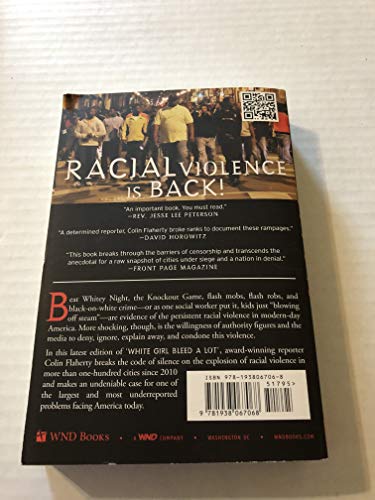 RACIAL VIOLENCE
IS BACK!
"An important book. You must read."
—REV. JESSE LEE PETERSON
"A determined reporter, Colin Flaherty broke ranks to document these rampages."
—DAVID HOROWITZ
"This book breaks through the barriers of censorship and transcends the
anecdotal for a raw snapshot of cities under siege and a nation in denial,"
—FRONT PAGE MAGAZINE
Beat Whitey Night, the Knockout Game, flash mobs, flash robs, and
black-on-white crime—or as one social worker put it, kids just "blowing
off steam"—are evidence of the persistent racial violence in modern-day
America. More shocking, though, is the willingness of authority figures and the
media to deny, ignore, explain away, and condone this violence.
In this latest edition of 'WHITE GIRL BLEED A LOT', award-winning reporter
Colin Flaherty breaks the code of silence on the explosion of racial violence in
more than one-hundred cities since 2010
and makes an undeniable case for one of
the largest and most underreported
problems facing America today.
ISBN 978-193806706-8
51795>
9 781938 067068
WND BOOKS • A WND COMPANY • WASHINGTON DC • WNDBOOKS.COM